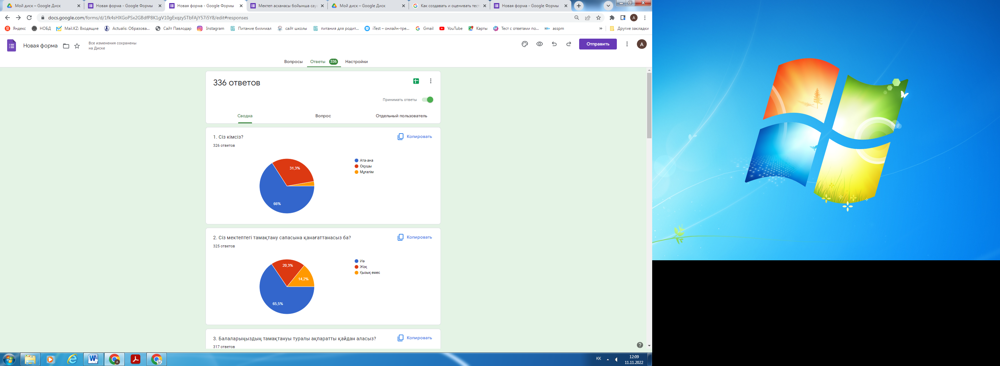 Мой диск – Google Диск
Новая форма - Google Формы
Новая форма - Google Формы
Мектеп асханасы бойынша сау
Мой диск – Google Диск
Как создавать и оценивать тест
Новая форма - Google Формы
docs.google.com/forms/d/1fk4sHXGoPSx2GBdfP8K1gV10gExqzySTbFAjY57i5Y8/edit#responses
A
Яндекс
НОБД
Mail.KZ: Входящие
Actualis: Образова...
Сайт Павлодар
Instagram
Питание билимал
сайт школы
питания для родит...
iTest – онлайн-тре...
Gmail
YouTube
Карты
Тест с ответами по...
HR+ asspm
»
Другие закладки
Новая форма
Все изменения сохранены
на Диске
Отправить
A
Вопросы
Ответы 336
Настройки
336 ответов
Принимать ответы
Сводка
Вопрос
Отдельный пользователь
1. Сіз кімсіз?
Копировать
326 ответов
Ата-ана
Оқушы
Мұғалім
31,3%
66%
2. Сіз мектептегі тамақтану сапасына қанағаттанасыз ба?
Копировать
325 ответов
Иә
Жоқ
Қызық емес
20,3%
14,2%
65,5%
3. Балаларыңыздың тамақтануы туралы ақпаратты қайдан аласыз?
Копировать
317 ответов
KK
12:09
11.11.2022